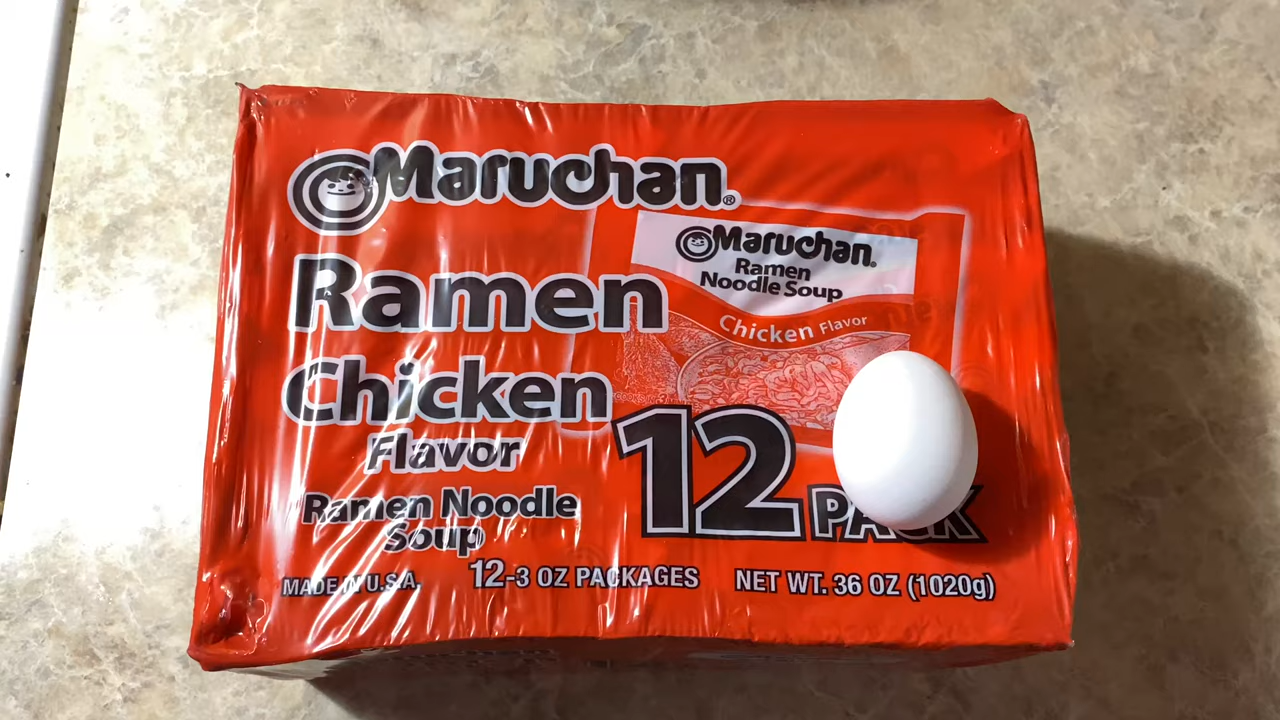 Maruchan®
Ramen
Chicken
Flavor
Ramen Noodle
Soup
Maruchan®
Ramen
Noodle Soup
Chicken Flavor
12 PACK
MADE IN U.S.A.
12-3 OZ PACKAGES
NET WT. 36 OZ (1020g)